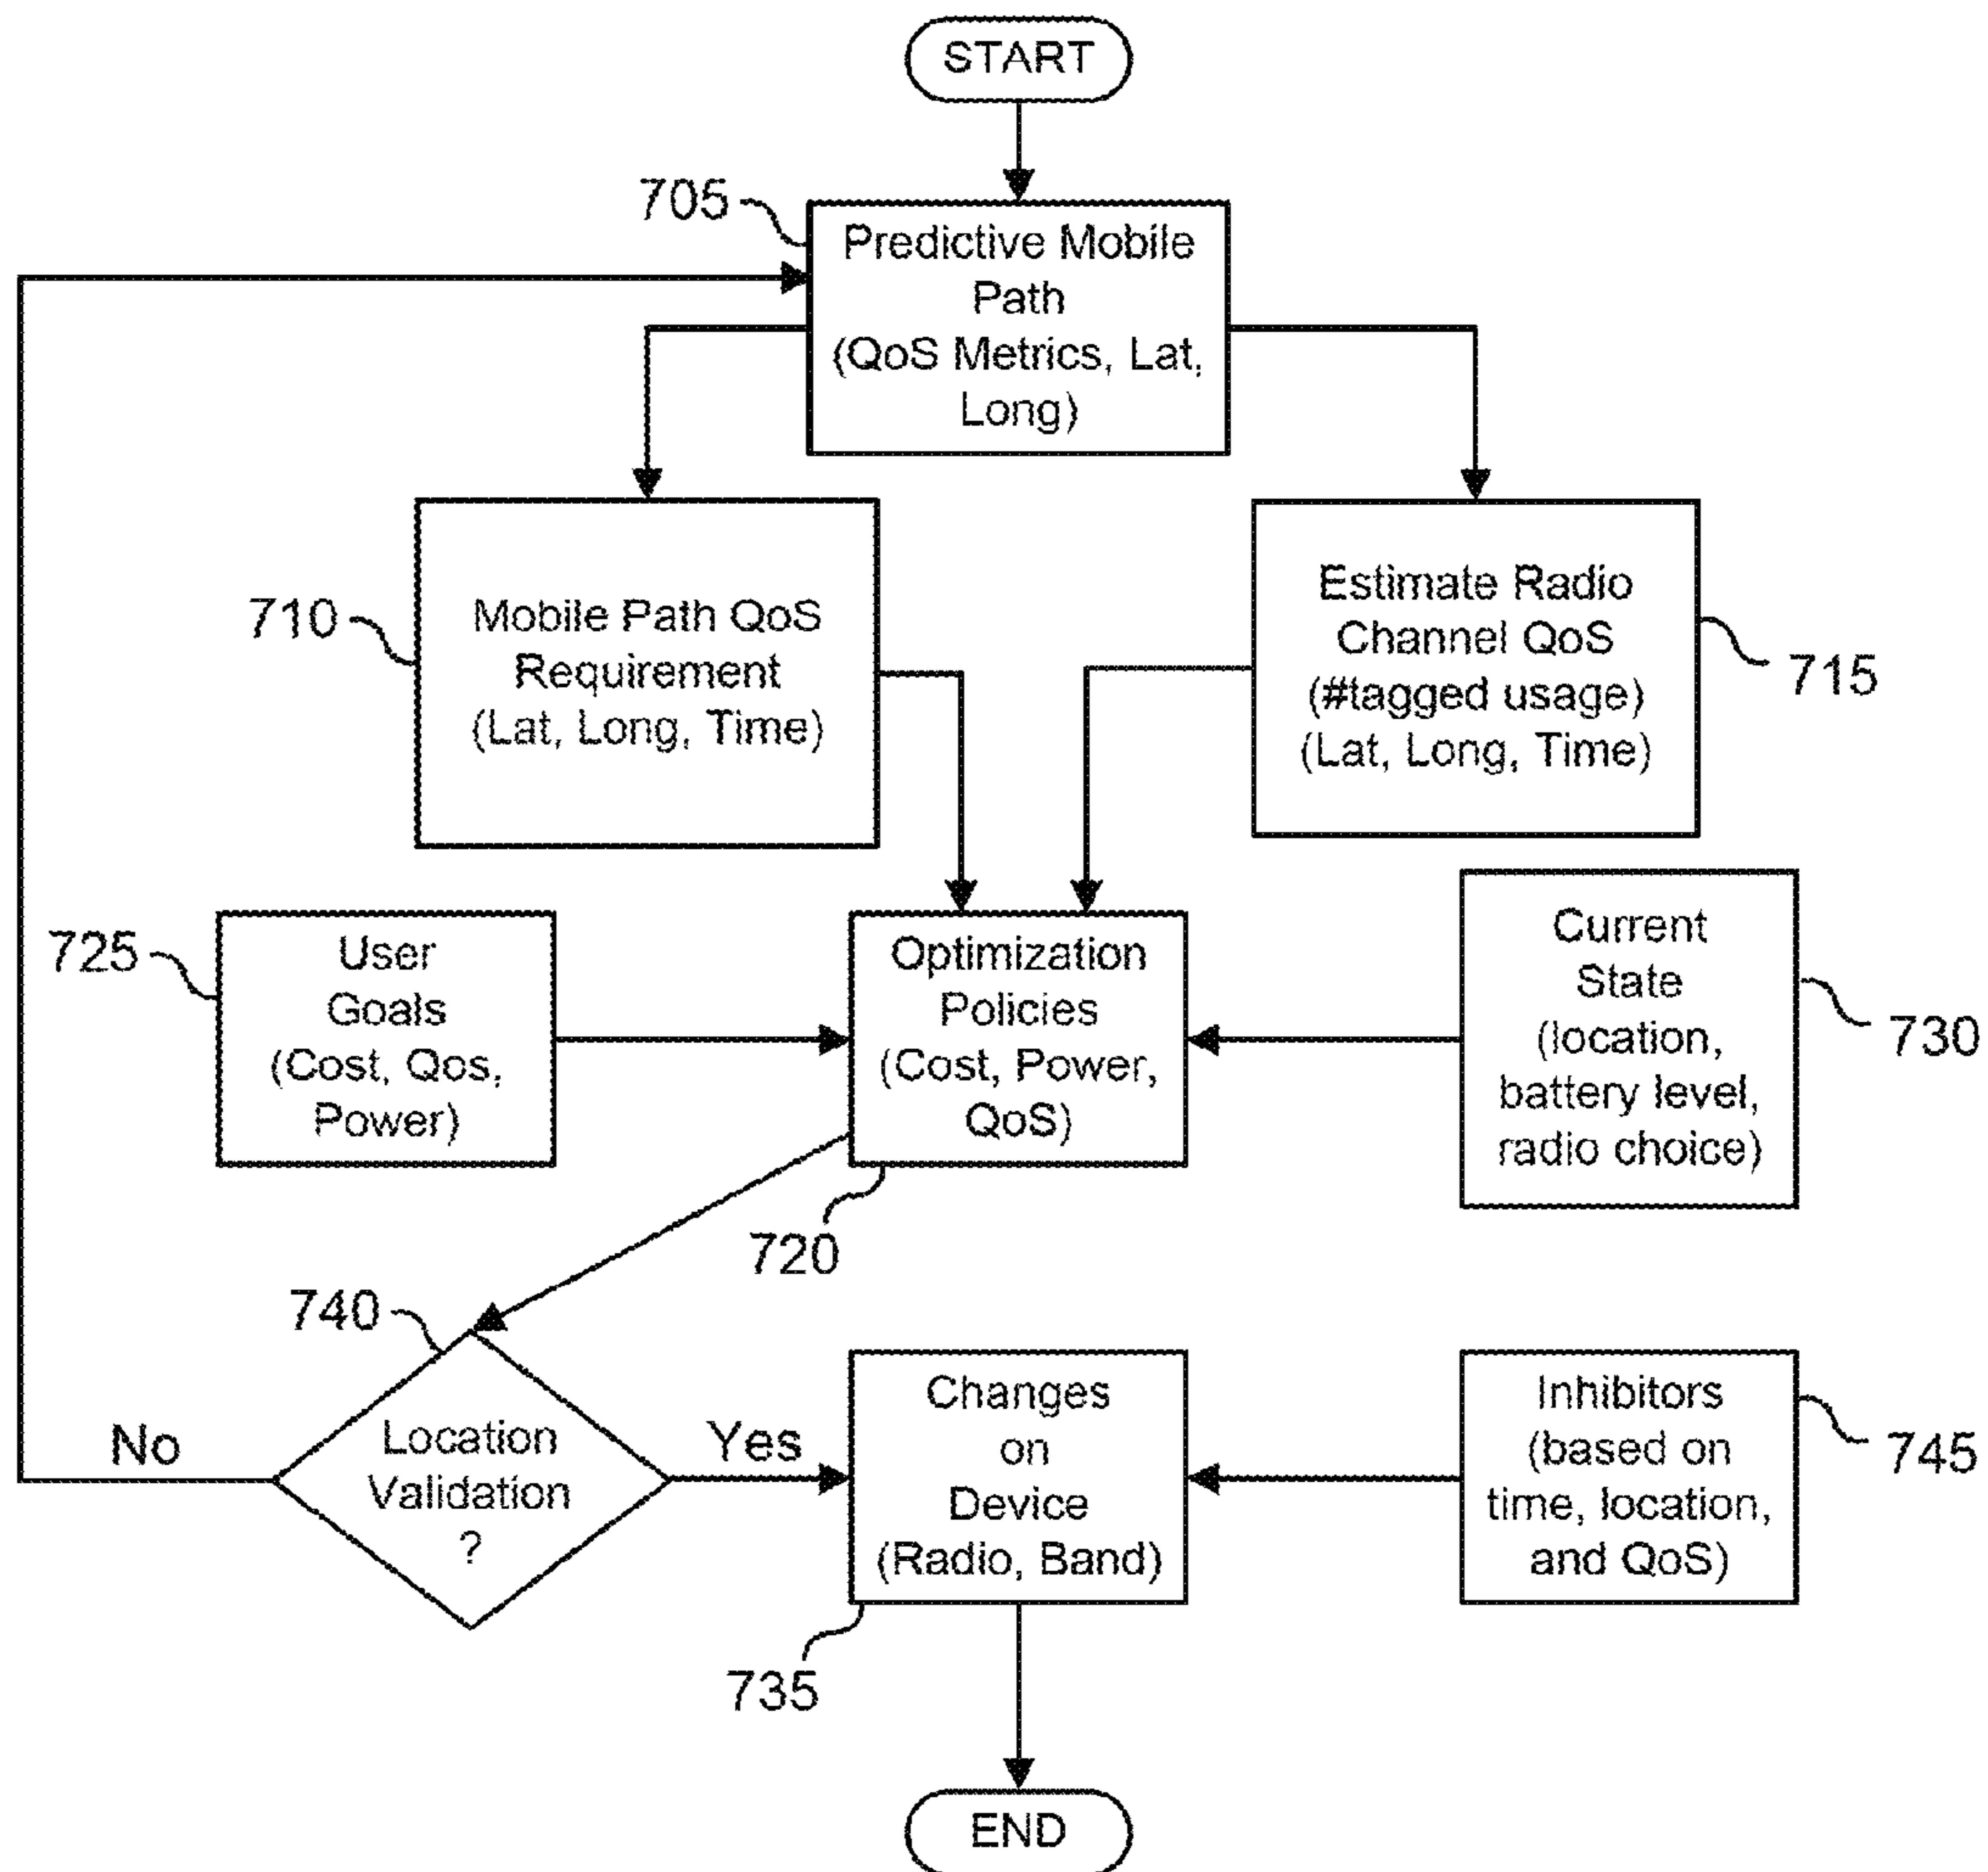 START
705
Predictive Mobile
Path
(QoS Metrics, Lat,
Long)
710
Mobile Path QoS
Requirement
(Lat, Long, Time)
Estimate Radio
Channel QoS
(#tagged usage)
(Lat, Long, Time)
715
725
User
Goals
(Cost, Qos,
Power)
Optimization
Policies
(Cost, Power,
QoS)
720
Current
State
(location,
battery level,
radio choice)
730
740
Location
Validation
?
No
Yes
Changes
on
Device
(Radio, Band)
735
Inhibitors
(based on
time, location,
and QoS)
745
END